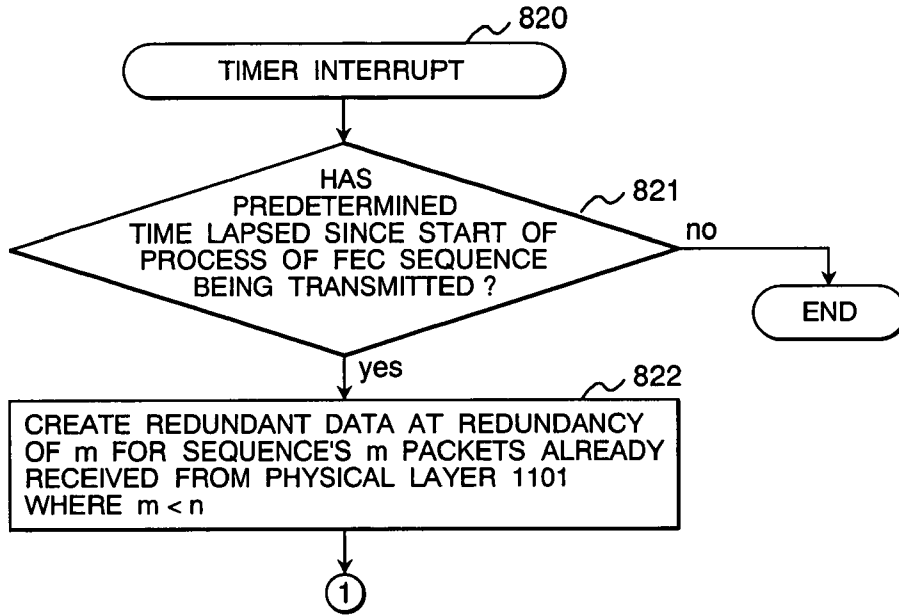 820
TIMER INTERRUPT
821
HAS
PREDETERMINED
TIME LAPSED SINCE START OF
PROCESS OF FEC SEQUENCE
BEING TRANSMITTED ?
no
END
yes
822
CREATE REDUNDANT DATA AT REDUNDANCY
OF m FOR SEQUENCE'S m PACKETS ALREADY
RECEIVED FROM PHYSICAL LAYER 1101
WHERE m < n
1